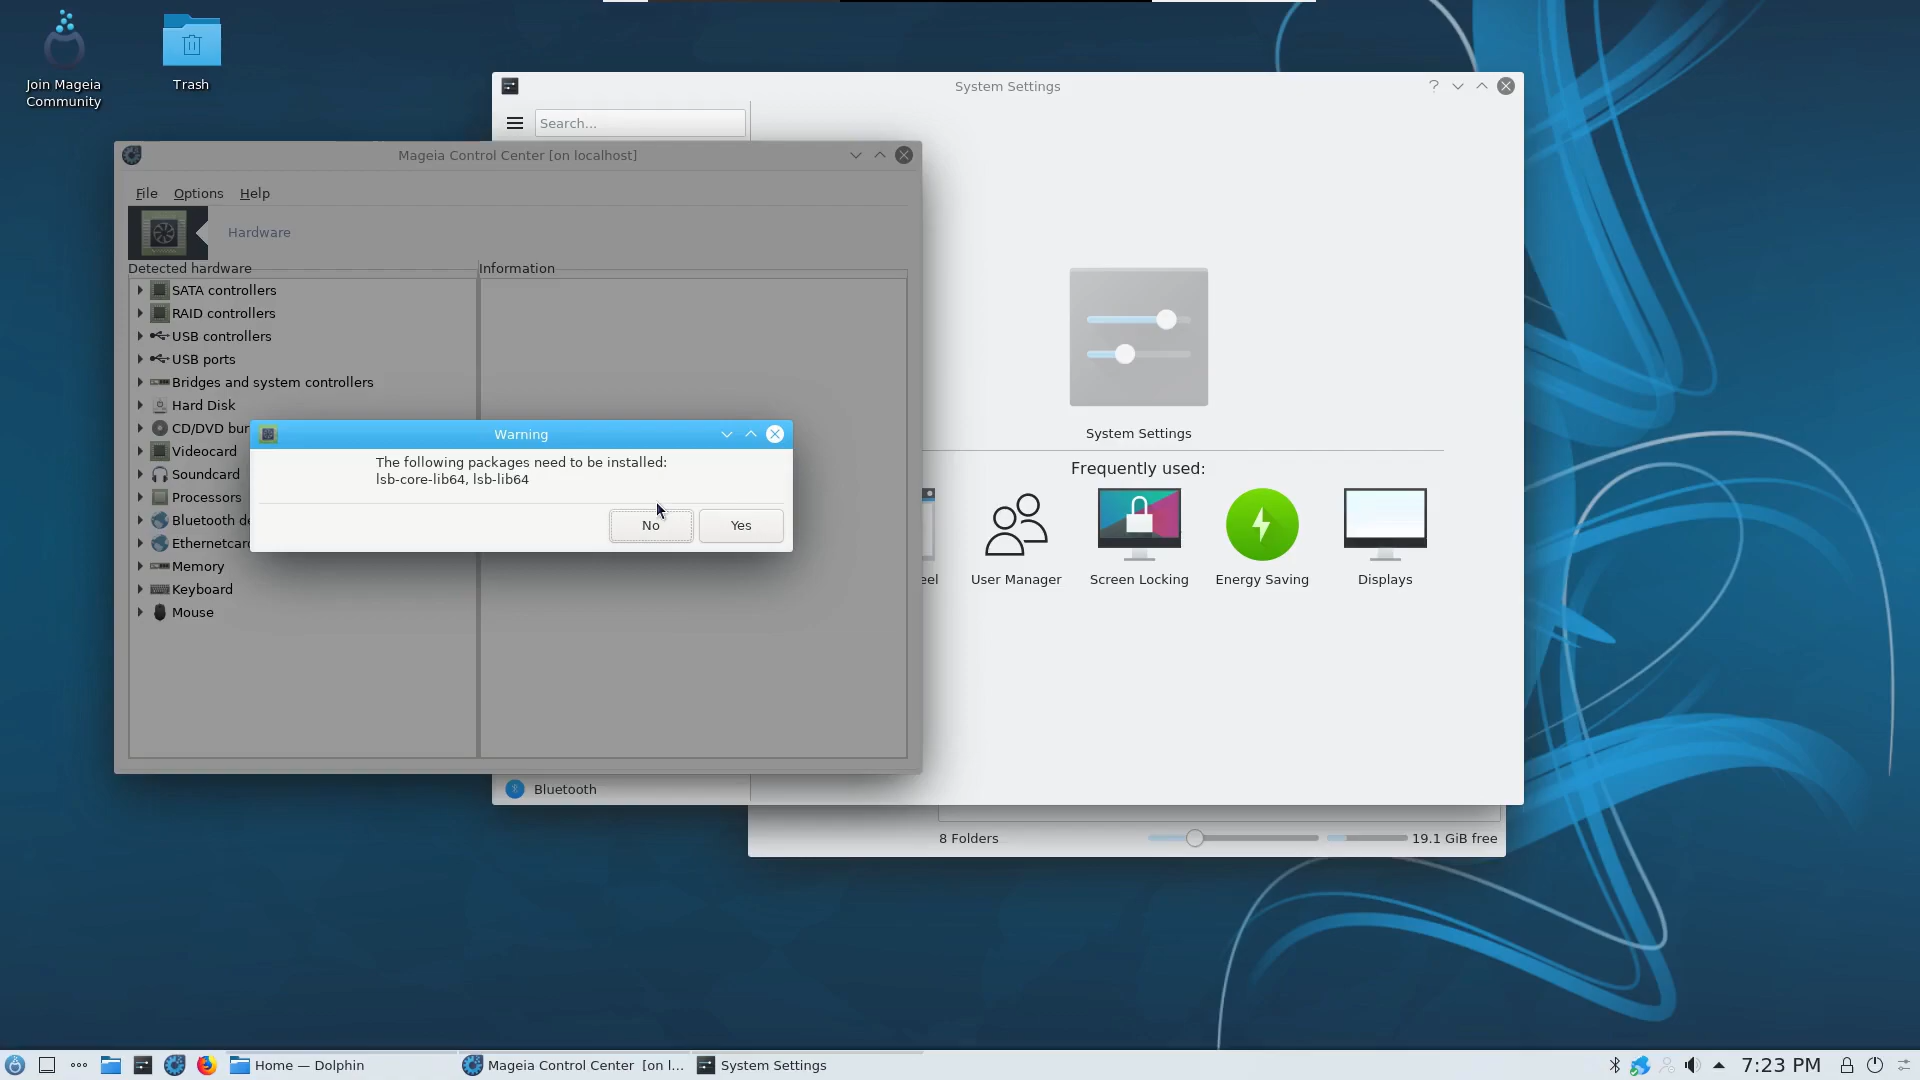 Join Mageia
Community
Trash
System Settings
?
Search...
Mageia Control Center [on localhost]
File Options Help
Hardware
Detected hardware
Information
SATA controllers
RAID controllers
USB controllers
USB ports
Bridges and system controllers
Hard Disk
CD/DVD bur
Videocard
Soundcard
Processors
Bluetooth de
Ethernetcar
Memory
Keyboard
Mouse
Warning
The following packages need to be installed:
lsb-core-lib64, lsb-lib64
No Yes
System Settings
Frequently used:
eel
User Manager
Screen Locking
Energy Saving
Displays
Bluetooth
8 Folders
19.1 GiB free
Home — Dolphin
Mageia Control Center [on l...
System Settings
7:23 PM